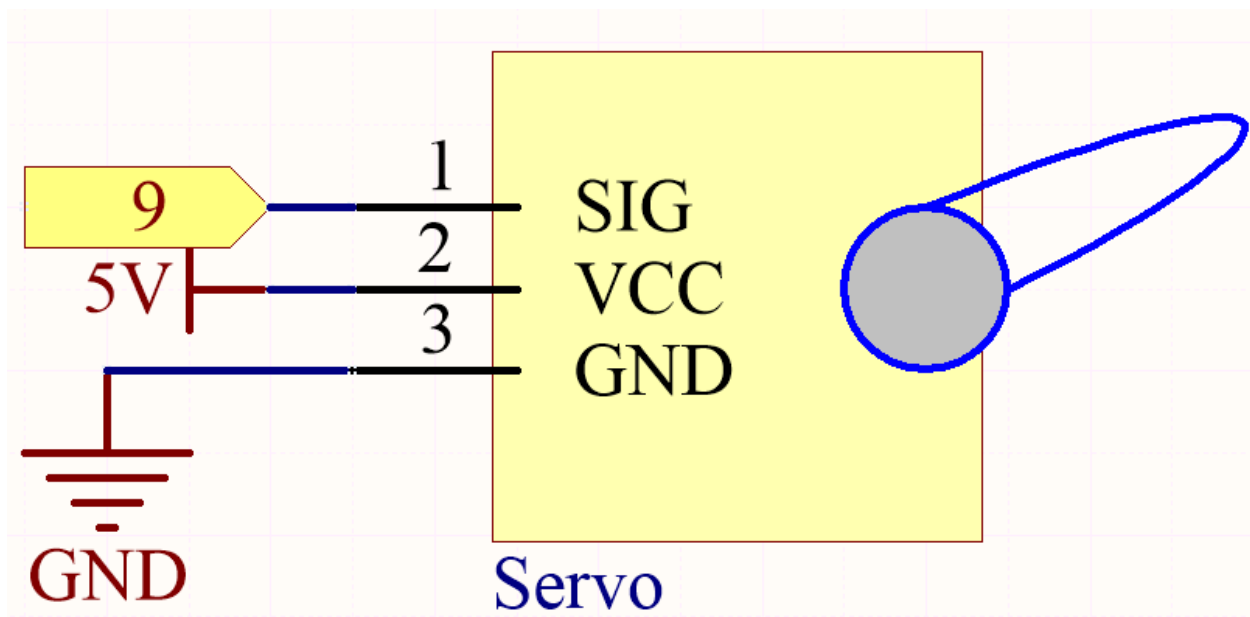 1
9 SIG
2
5V VCC
3
GND
GND
Servo